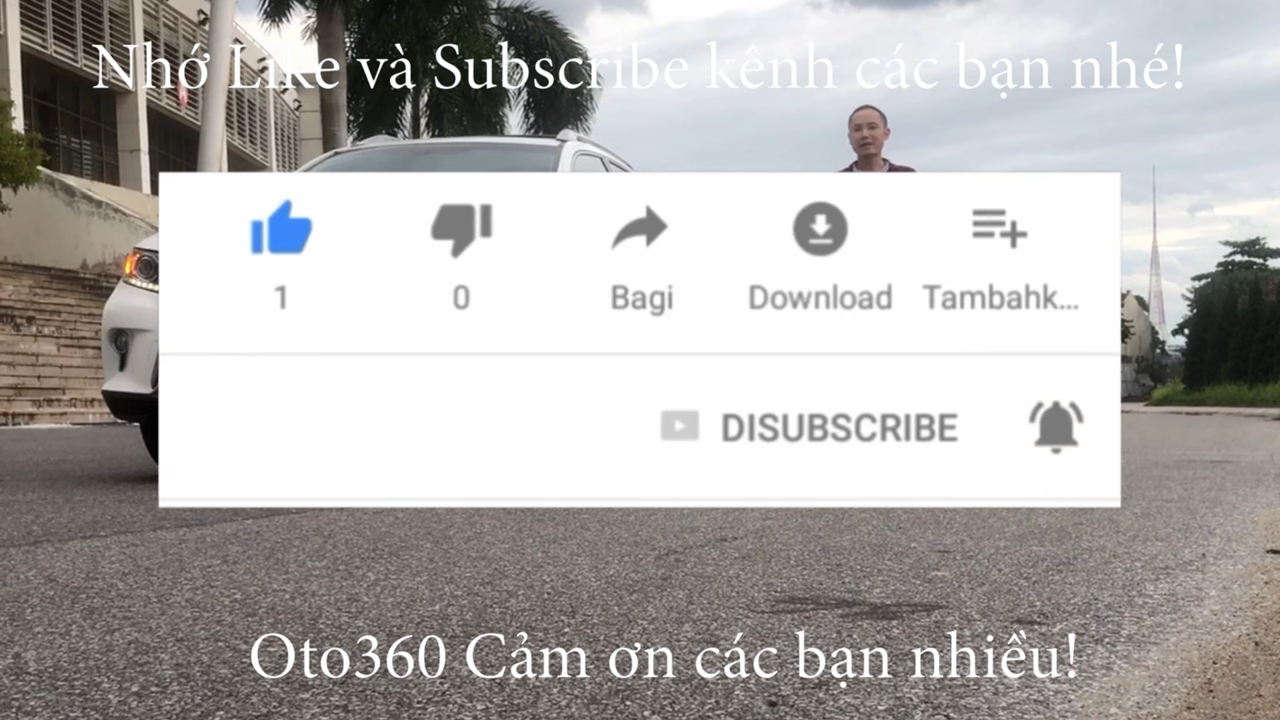 Nhớ Like và Subscribe kênh các bạn nhé!
1 0 Bagi Download Tambahk...
DISUBSCRIBE
Oto360 Cảm ơn các bạn nhiều!